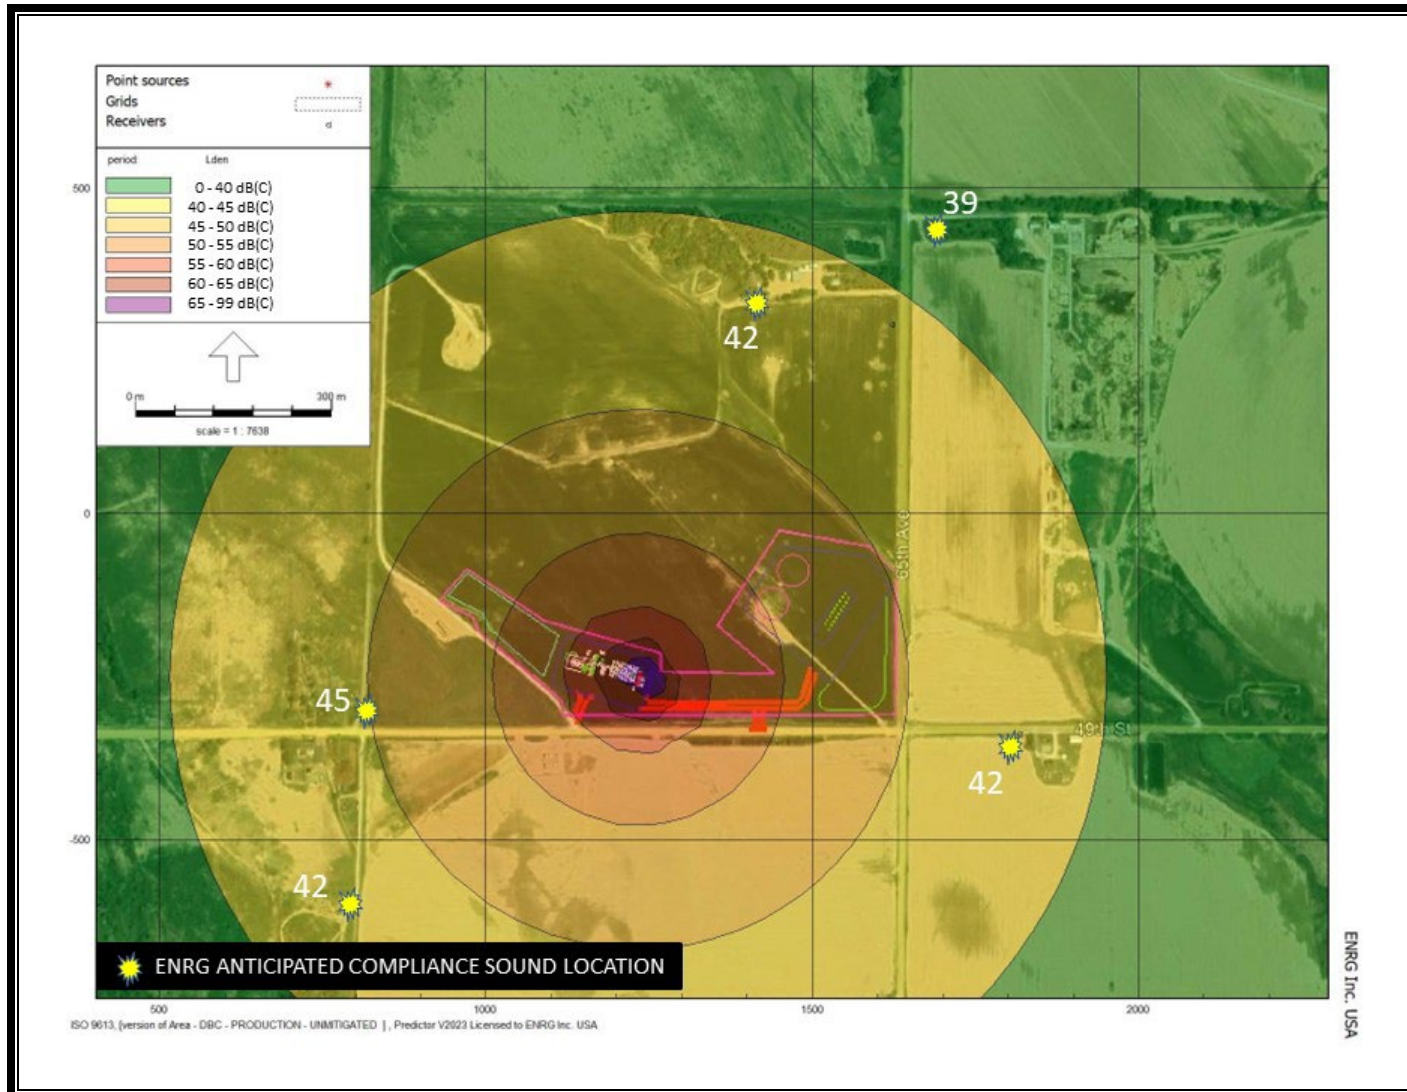 Point sources
Grids
Receivers
period Lden
0 - 40 dB(C)
40 - 45 dB(C)
45 - 50 dB(C)
50 - 55 dB(C)
55 - 60 dB(C)
60 - 65 dB(C)
65 - 99 dB(C)
0 m 300 m
scale = 1 : 7638
500
0
-500
39
42
65th Ave
45
49th St
42
42
ENRG ANTICIPATED COMPLIANCE SOUND LOCATION
500 1000 1500 2000
ISO 9613, [version of Area - DBC - PRODUCTION - UNMITIGATED ] , Predictor V2023 Licensed to ENRG Inc. USA
ENRG Inc. USA